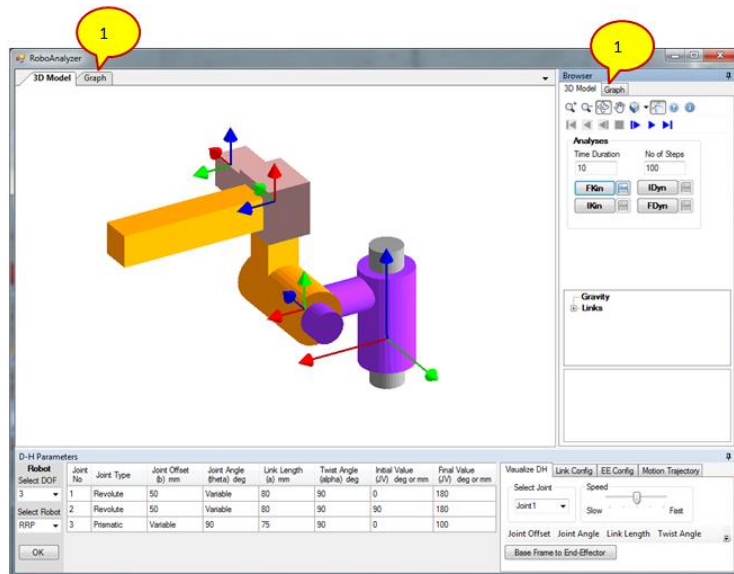 1
1
RoboAnalyzer
3D Model Graph
Browser
3D Model Graph
Analyses
Time Duration No of Steps
10 100
FKin IDyn
IKin FDyn
Gravity
Links
D-H Parameters
Robot
Select DOF
3
Select Robot
RRP
OK
Joint No Joint Type Joint Offset (b) mm Joint Angle (theta) deg Link Length (a) mm Twist Angle (alpha) deg Initial Value (JV) deg or mm Final Value (JV) deg or mm
1 Revolute 50 Variable 80 90 0 180
2 Revolute 50 Variable 80 90 90 180
3 Prismatic Variable 90 75 90 0 100
Visualize DH Link Config EE Config Motion Trajectory
Select Joint Speed
Joint1
Slow Fast
Joint Offset Joint Angle Link Length Twist Angle
Base Frame to End-Effector